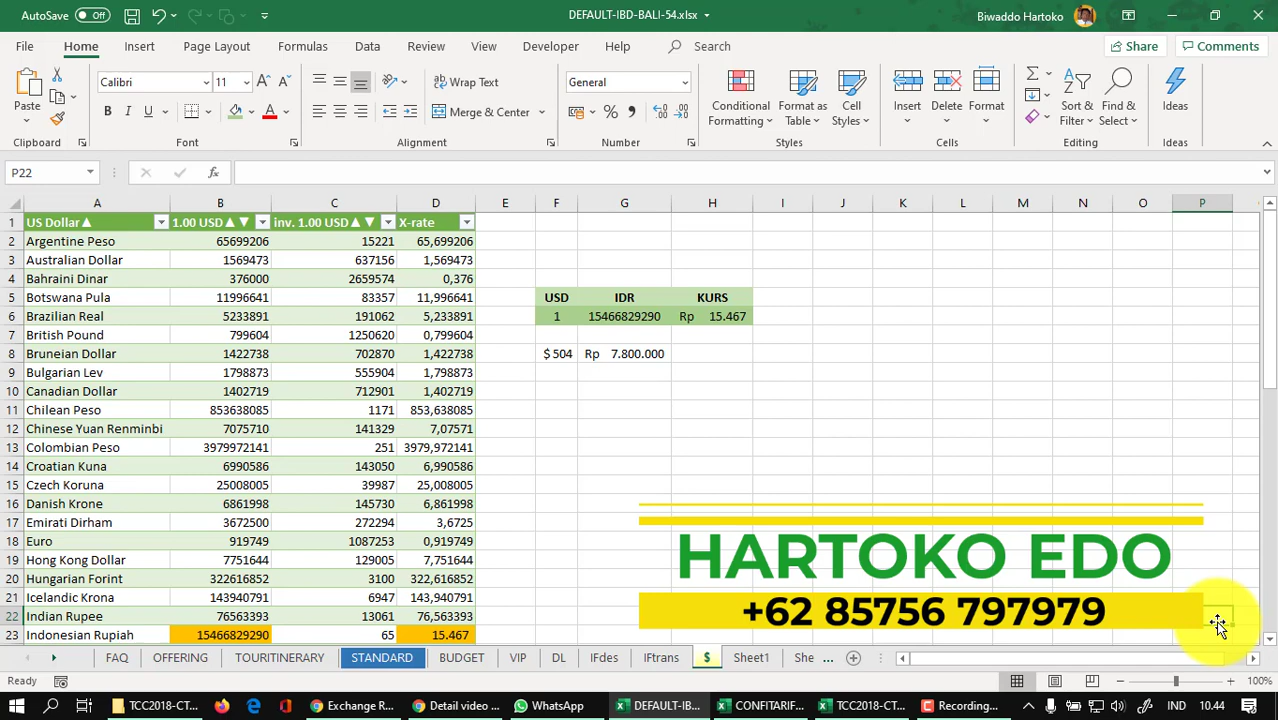 AutoSave Off DEFAULT-IBD-BALI-54.xlsx Biwaddo Hartoko
File Home Insert Page Layout Formulas Data Review View Developer Help Search Share Comments
Calibri 11 Wrap Text General
Paste B I U Merge & Center % Conditional Formatting Format as Table Cell Styles Insert Delete Format Sort & Filter Find & Select Ideas
Clipboard Font Alignment Number Styles Cells Editing Ideas
P22 fx
A B C D E F G H I J K L M N O P
1 US Dollar▲ 1.00 USD▲▼ inv. 1.00 USD▲▼ X-rate
2 Argentine Peso 65699206 15221 65,699206
3 Australian Dollar 1569473 637156 1,569473
4 Bahraini Dinar 376000 2659574 0,376
5 Botswana Pula 11996641 83357 11,996641 USD IDR KURS
6 Brazilian Real 5233891 191062 5,233891 1 15466829290 Rp 15.467
7 British Pound 799604 1250620 0,799604
8 Bruneian Dollar 1422738 702870 1,422738 $ 504 Rp 7.800.000
9 Bulgarian Lev 1798873 555904 1,798873
10 Canadian Dollar 1402719 712901 1,402719
11 Chilean Peso 853638085 1171 853,638085
12 Chinese Yuan Renminbi 7075710 141329 7,07571
13 Colombian Peso 3979972141 251 3979,972141
14 Croatian Kuna 6990586 143050 6,990586
15 Czech Koruna 25008005 39987 25,008005
16 Danish Krone 6861998 145730 6,861998
17 Emirati Dirham 3672500 272294 3,6725
18 Euro 919749 1087253 0,919749
19 Hong Kong Dollar 7751644 129005 7,751644
20 Hungarian Forint 322616852 3100 322,616852
21 Icelandic Krona 143940791 6947 143,940791
22 Indian Rupee 76563393 13061 76,563393
23 Indonesian Rupiah 15466829290 65 15.467
HARTOKO EDO
+62 85756 797979
FAQ OFFERING TOURITINERARY STANDARD BUDGET VIP DL IFdes IFtrans $ Sheet1 She ...
Ready 100%
TCC2018-CT... Exchange R... Detail video ... WhatsApp DEFAULT-IB... CONFITARIF... TCC2018-CT... Recording... IND 10.44